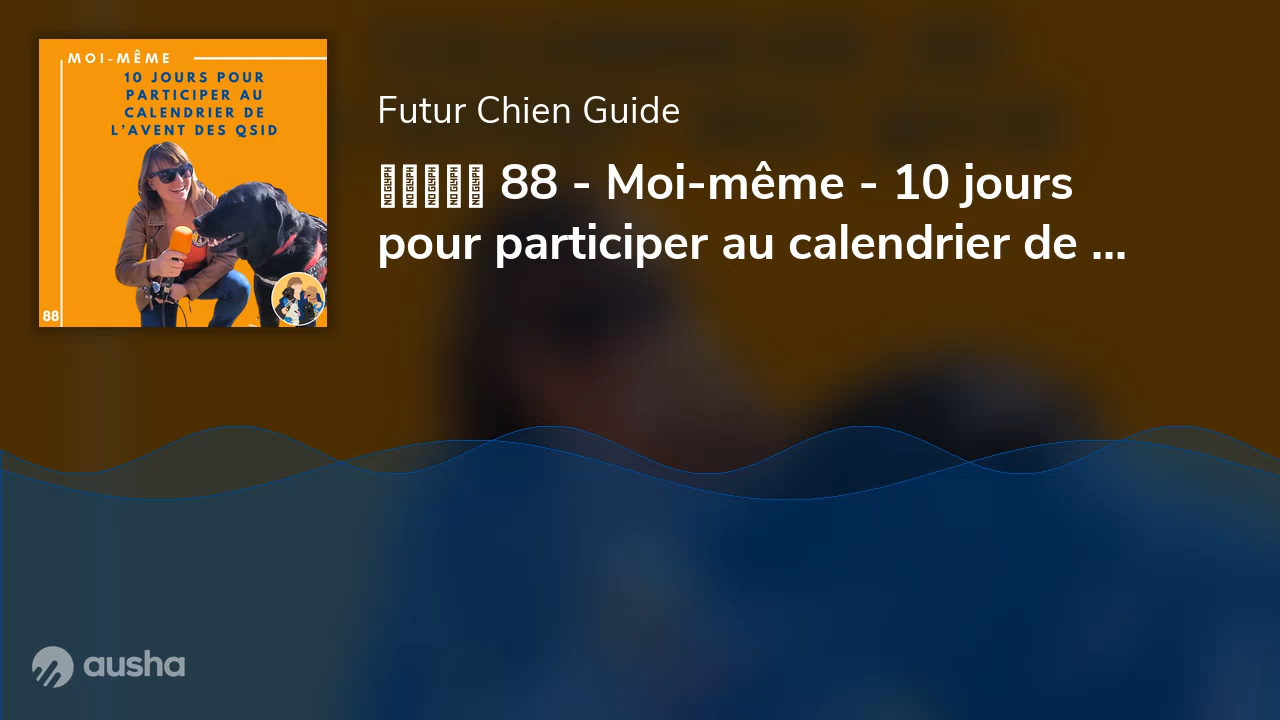 MOI-MÊME
10 JOURS POUR
PARTICIPER AU
CALENDRIER DE
L'AVENT DES QSID
88
Futur Chien Guide
88 - Moi-même - 10 jours
pour participer au calendrier de ...
ausha